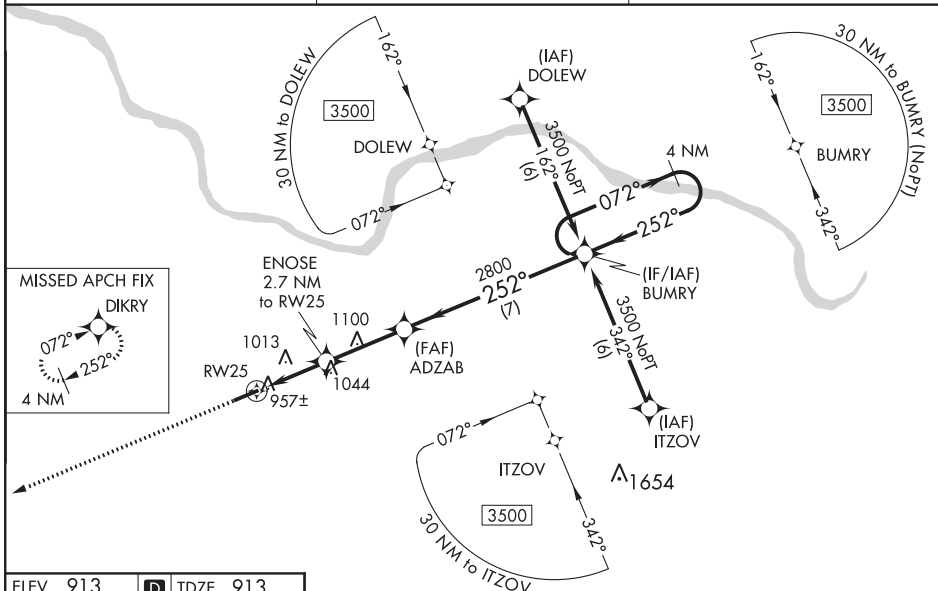 30 NM to DOLEW
162°
3500
DOLEW
072°
(IAF)
DOLEW
3500 NoPT
162°
(6)
4 NM
072°
252°
30 NM to BUMRY (NoPT)
162°
3500
BUMRY
342°
MISSED APCH FIX
DIKRY
072°
252°
4 NM
ENOSE
2.7 NM
to RW25
2800
252°
(7)
(IF/IAF)
BUMRY
1013
1100
RW25
1044
957±
(FAF)
ADZAB
3500 NoPT
342°
(6)
(IAF)
ITZOV
072°
ITZOV
3500
342°
30 NM to ITZOV
1654
ELEV 913 D TDZE 913